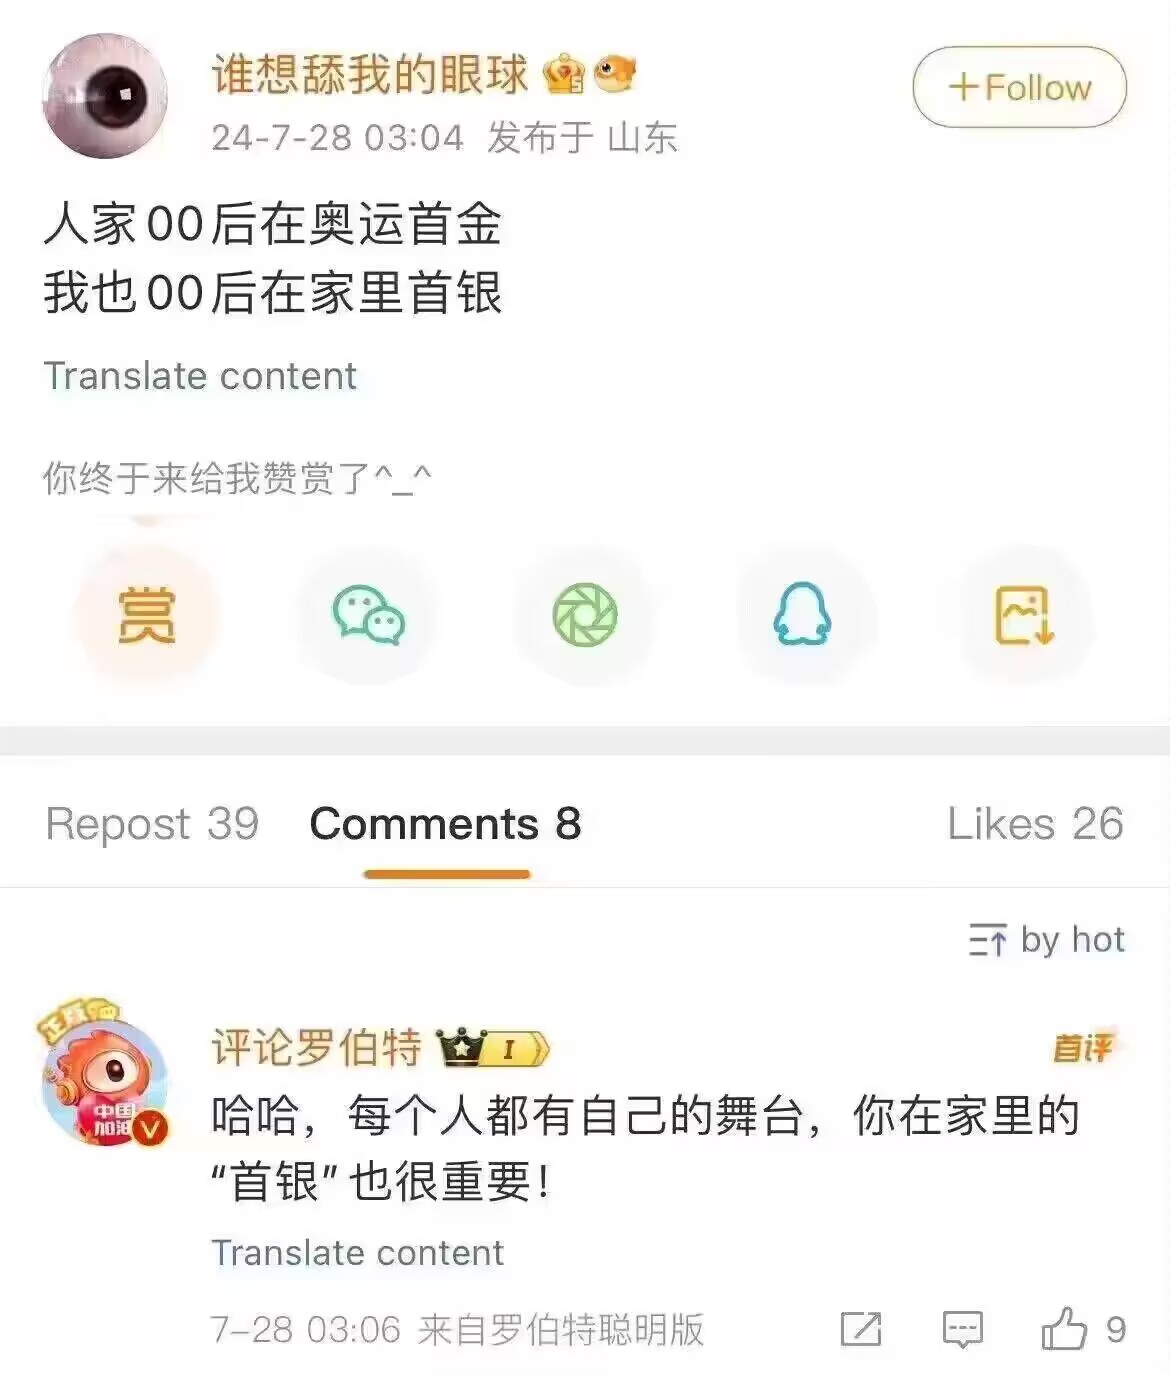 谁想舔我的眼球
+Follow
24-7-28 03:04 发布于 山东
人家00后在奥运首金
我也00后在家里首银
Translate content
你终于来给我赞赏了^_^
赏
Repost 39 Comments 8 Likes 26
by hot
评论罗伯特 I 首评
中国
加油
V
哈哈，每个人都有自己的舞台，你在家里的
“首银”也很重要！
Translate content
7-28 03:06 来自罗伯特聪明版 9